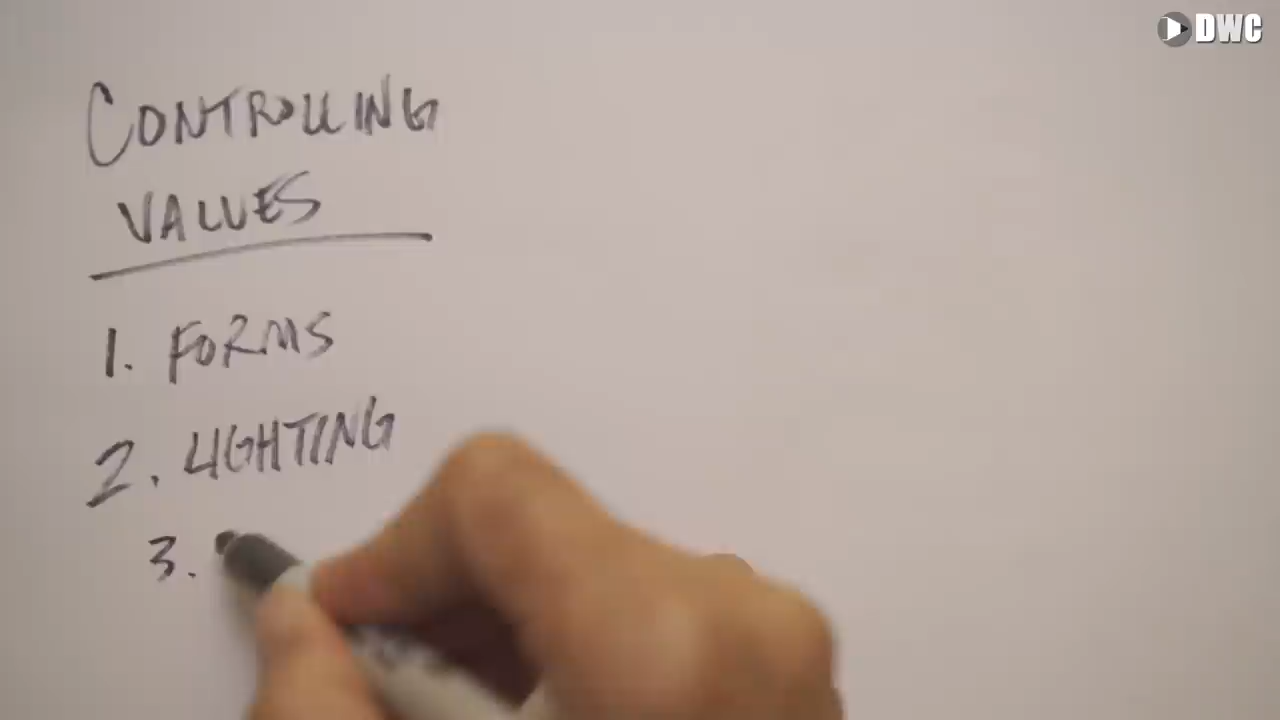 DWC
CONTROLLING
VALUES
1. FORMS
2. LIGHTING
3.